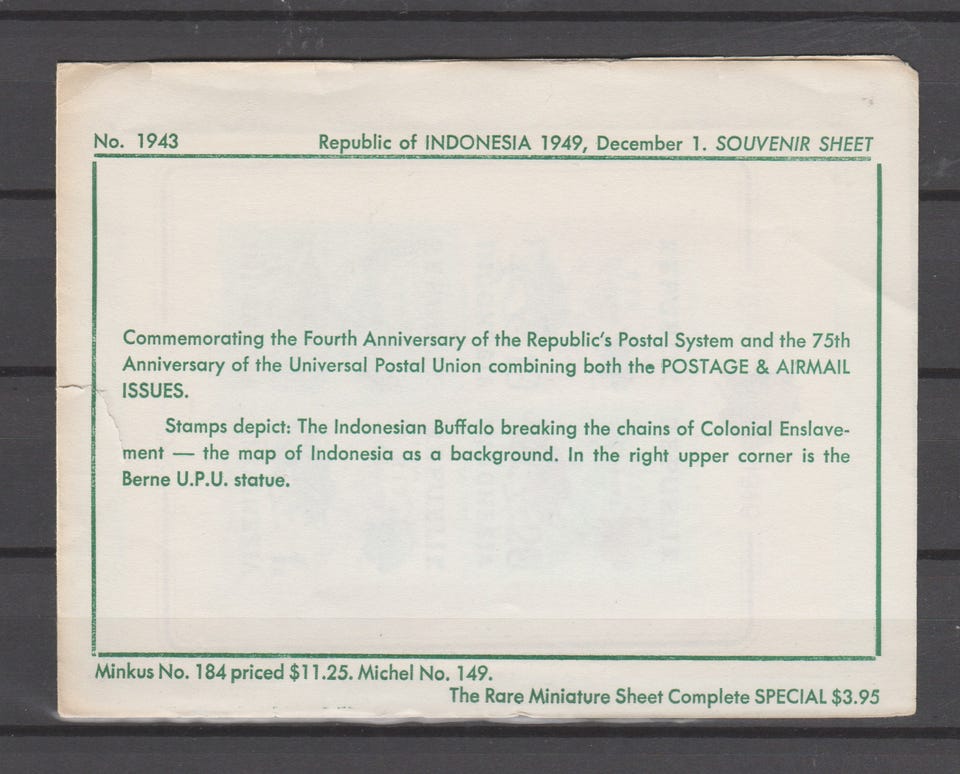 No. 1943 Republic of INDONESIA 1949, December 1. SOUVENIR SHEET
Commemorating the Fourth Anniversary of the Republic's Postal System and the 75th
Anniversary of the Universal Postal Union combining both the POSTAGE & AIRMAIL
ISSUES.
Stamps depict: The Indonesian Buffalo breaking the chains of Colonial Enslave-
ment — the map of Indonesia as a background. In the right upper corner is the
Berne U.P.U. statue.
Minkus No. 184 priced $11.25. Michel No. 149.
The Rare Miniature Sheet Complete SPECIAL $3.95